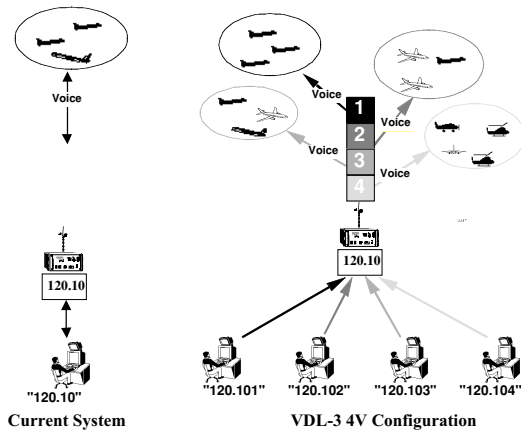 Voice
1
2
3
4
Voice
Voice
Voice
Voice
120.10
120.10
"120.10"
"120.101"
"120.102"
"120.103"
"120.104"
Current System
VDL-3 4V Configuration